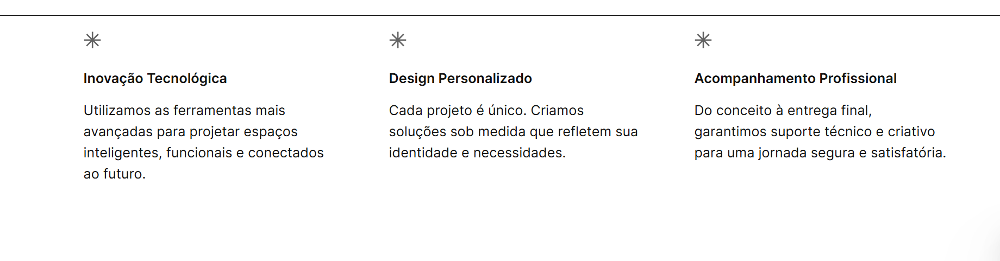 Inovação Tecnológica
Utilizamos as ferramentas mais
avançadas para projetar espaços
inteligentes, funcionais e conectados
ao futuro.
Design Personalizado
Cada projeto é único. Criamos
soluções sob medida que refletem sua
identidade e necessidades.
Acompanhamento Profissional
Do conceito à entrega final,
garantimos suporte técnico e criativo
para uma jornada segura e satisfatória.